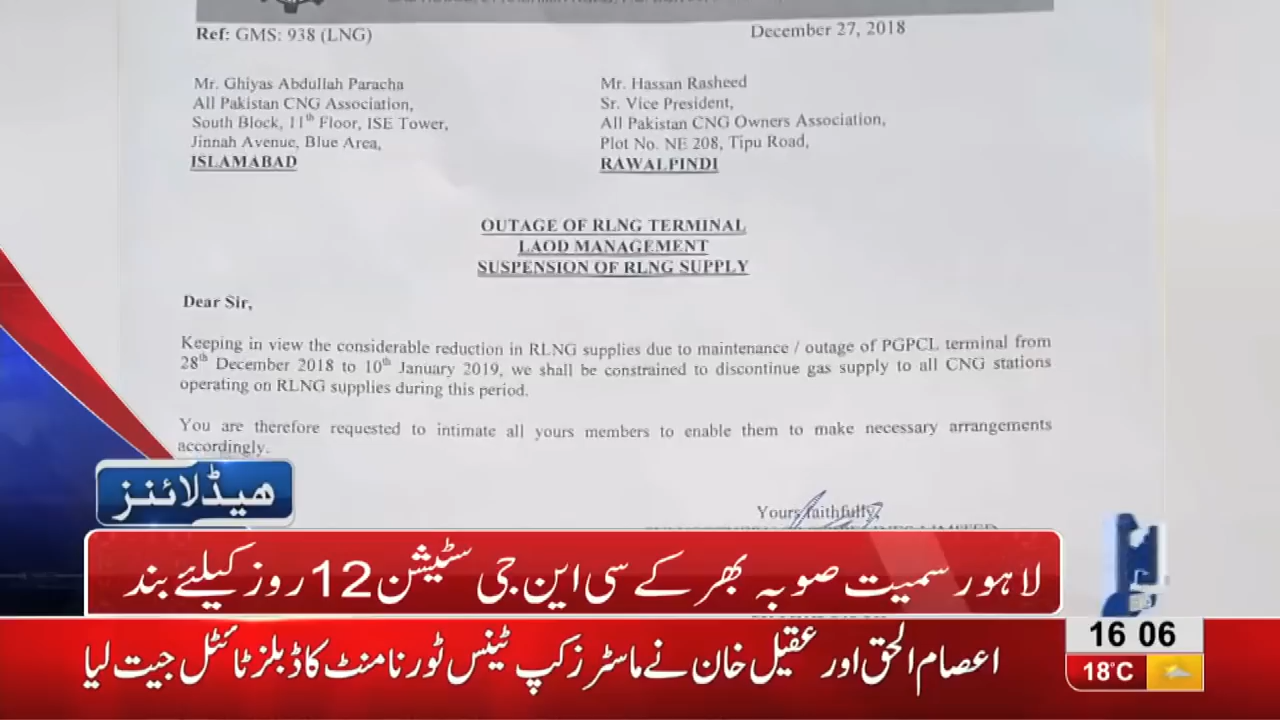 Ref: GMS: 938 (LNG)
December 27, 2018
Mr. Ghiyas Abdullah Paracha
All Pakistan CNG Association,
South Block, 11th Floor, ISE Tower,
Jinnah Avenue, Blue Area,
ISLAMABAD
Mr. Hassan Rasheed
Sr. Vice President,
All Pakistan CNG Owners Association,
Plot No. NE 208, Tipu Road,
RAWALPINDI
OUTAGE OF RLNG TERMINAL
LAOD MANAGEMENT
SUSPENSION OF RLNG SUPPLY
Dear Sir,
Keeping in view the considerable reduction in RLNG supplies due to maintenance / outage of PGPCL terminal from
28th December 2018 to 10th January 2019, we shall be constrained to discontinue gas supply to all CNG stations
operating on RLNG supplies during this period.
You are therefore requested to intimate all yours members to enable them to make necessary arrangements
accordingly.
Yours faithfully,
ھیڈلائنز
لاہور سمیت صوبہ بھر کے سی این جی سٹیشن 12 روز کیلئے بند
اعصام الحق اور عقیل خان نے ماسٹرز کپ ٹینس ٹورنامنٹ کا ڈبلز ٹائٹل جیت لیا
16 06
18°C